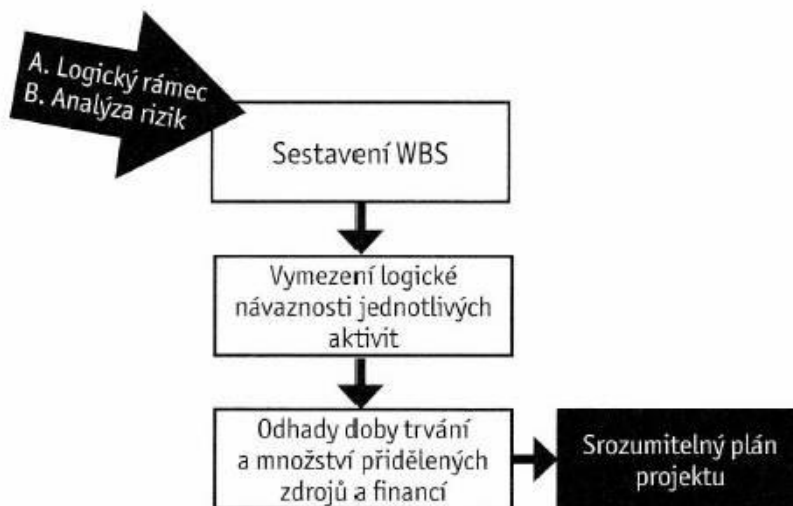 A. Logický rámec
B. Analýza rizik
Sestavení WBS
Vymezení logické
návaznosti jednotlivých
aktivit
Odhady doby trvání
a množství přidělených
zdrojů a financí
Srozumitelný plán
projektu